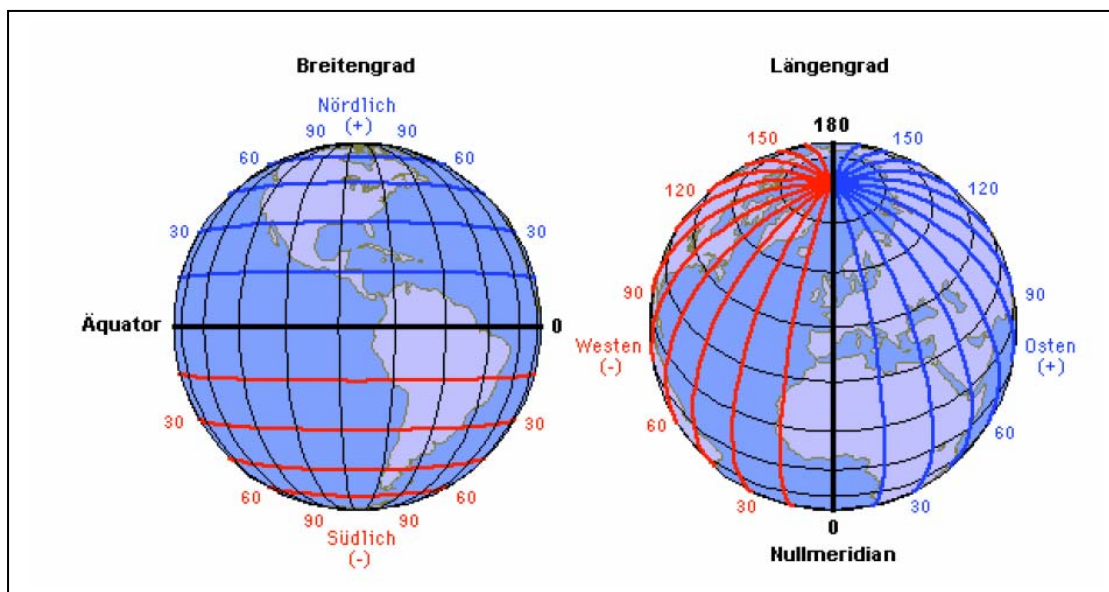 Breitengrad
Nördlich
(+)
90 90
60 60
30 30
Äquator 0
30 30
60 60
90 90
Südlich
(-)
Längengrad
180
150 150
120 120
90 90
Westen
(-)
Osten
(+)
60 60
30 30
0
Nullmeridian